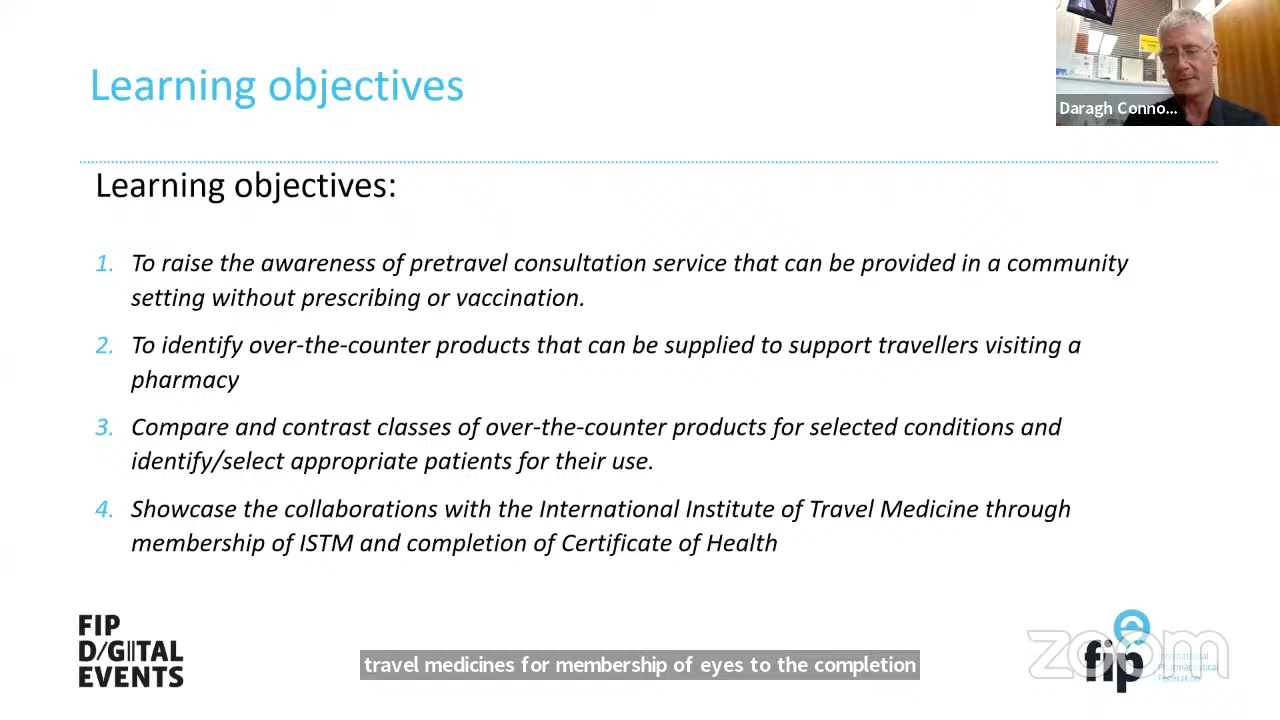 Learning objectives
Daragh Conno...
Learning objectives:
1. To raise the awareness of pretravel consultation service that can be provided in a community
setting without prescribing or vaccination.
2. To identify over-the-counter products that can be supplied to support travellers visiting a
pharmacy
3. Compare and contrast classes of over-the-counter products for selected conditions and
identify/select appropriate patients for their use.
4. Showcase the collaborations with the International Institute of Travel Medicine through
membership of ISTM and completion of Certificate of Health
FIP
DIGITAL
EVENTS
travel medicines for membership of eyes to the completion
zoom
fip
International
Pharmaceutical
Federation